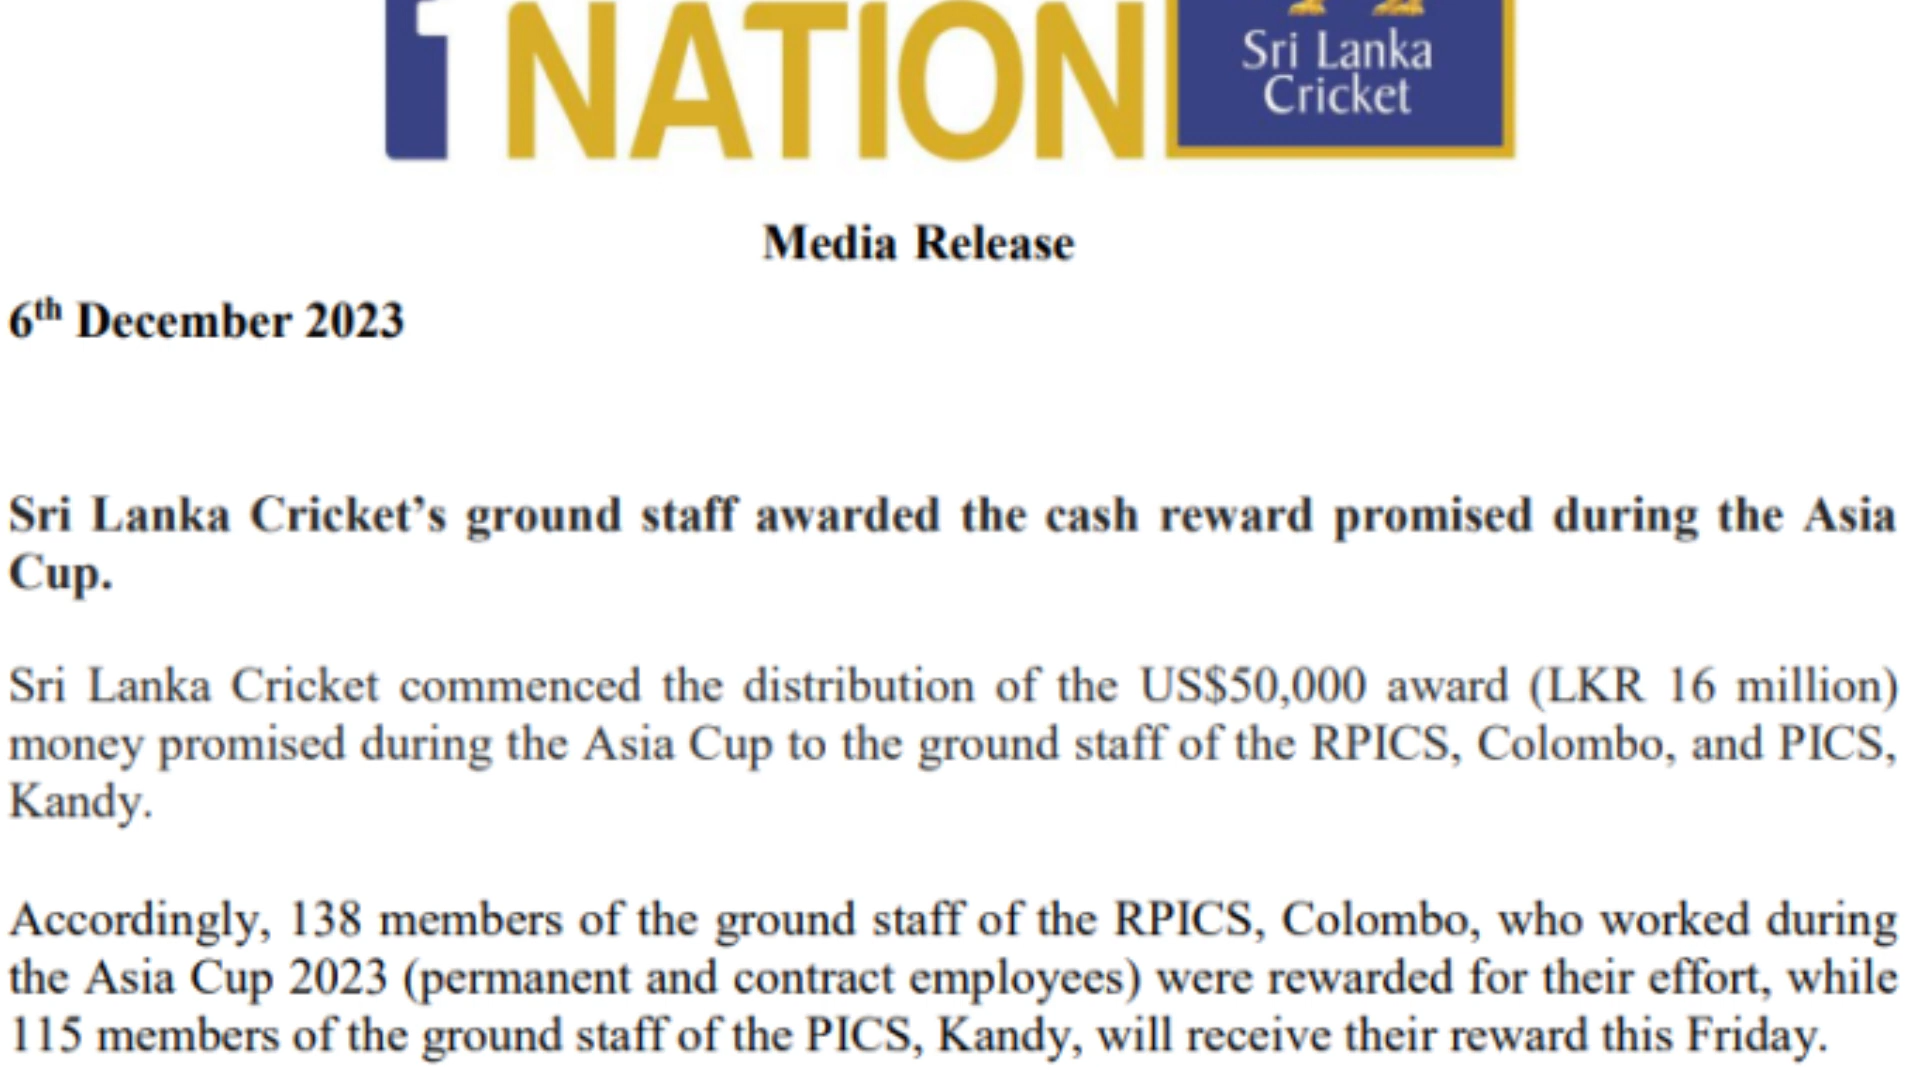 1 NATION
Sri Lanka
Cricket
Media Release
6th December 2023
Sri Lanka Cricket’s ground staff awarded the cash reward promised during the Asia
Cup.
Sri Lanka Cricket commenced the distribution of the US$50,000 award (LKR 16 million)
money promised during the Asia Cup to the ground staff of the RPICS, Colombo, and PICS,
Kandy.
Accordingly, 138 members of the ground staff of the RPICS, Colombo, who worked during
the Asia Cup 2023 (permanent and contract employees) were rewarded for their effort, while
115 members of the ground staff of the PICS, Kandy, will receive their reward this Friday.